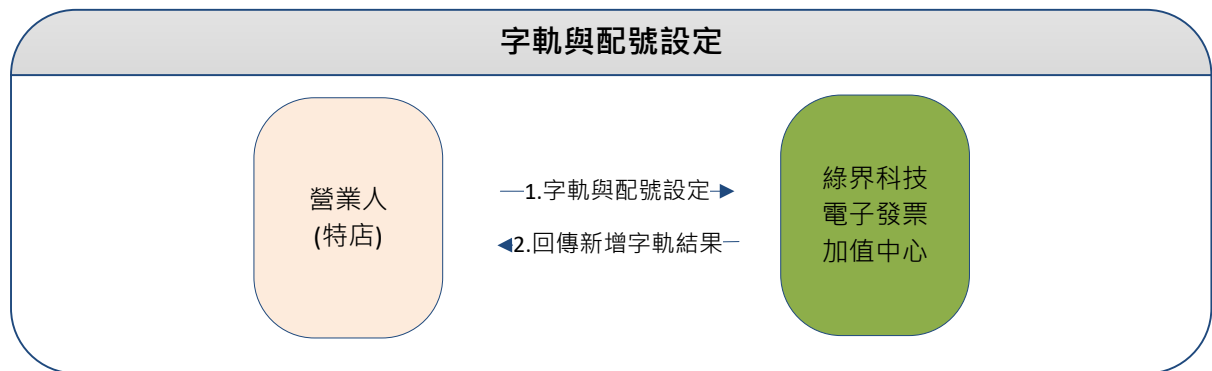 字軌與配號設定
營業人
(特店)
1.字軌與配號設定
2.回傳新增字軌結果
綠界科技
電子發票
加值中心